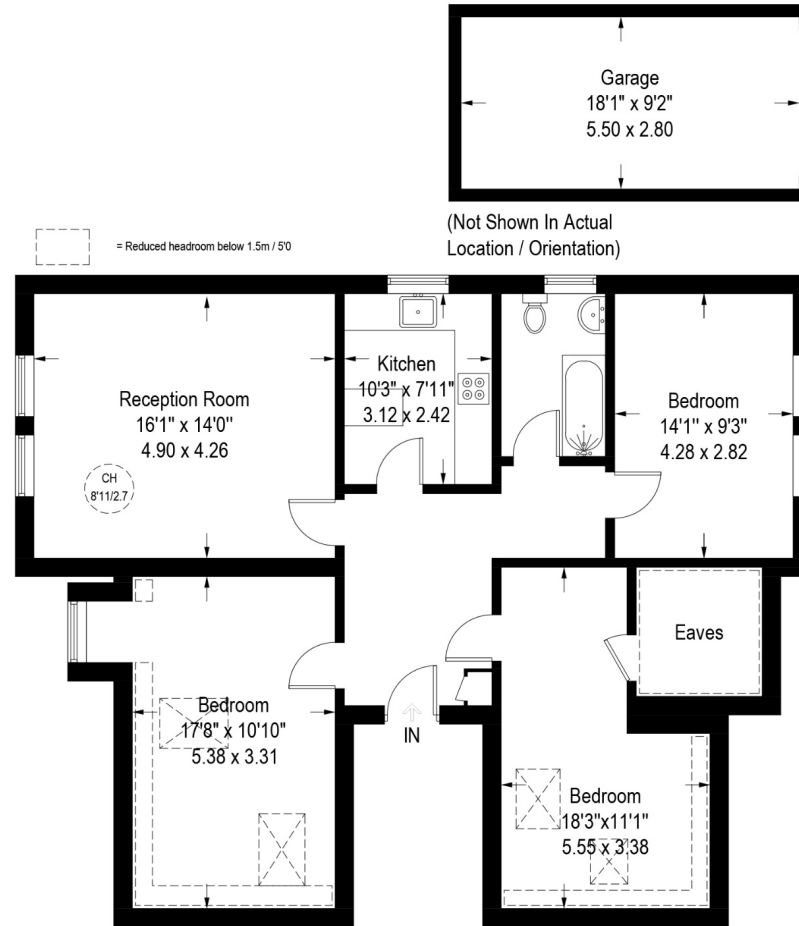 Garage
18'1" x 9'2"
5.50 x 2.80
(Not Shown In Actual
Location / Orientation)
= Reduced headroom below 1.5m / 5'0
Reception Room
16'1" x 14'0"
4.90 x 4.26
CH
8'11/2.7
Kitchen
10'3" x 7'11"
3.12 x 2.42
Bedroom
14'1" x 9'3"
4.28 x 2.82
Eaves
Bedroom
17'8" x 10'10"
5.38 x 3.31
IN
Bedroom
18'3"x11'1"
5.55 x 3.38